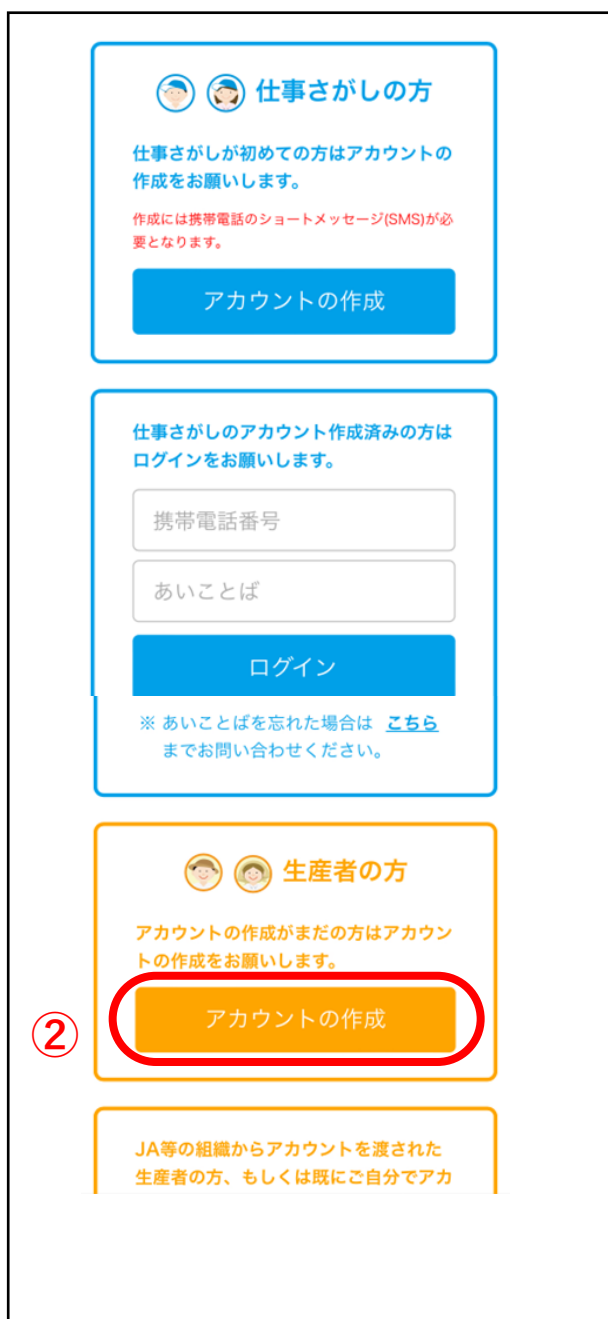 仕事さがしの方
仕事さがしが初めての方はアカウントの
作成をお願いします。
作成には携帯電話のショートメッセージ(SMS)が必
要となります。
アカウントの作成
仕事さがしのアカウント作成済みの方は
ログインをお願いします。
携帯電話番号
あいことば
ログイン
※ あいことばを忘れた場合は こちら
までお問い合わせください。
生産者の方
アカウントの作成がまだの方はアカウン
トの作成をお願いします。
② アカウントの作成
JA等の組織からアカウントを渡された
生産者の方、もしくは既にご自分でアカ